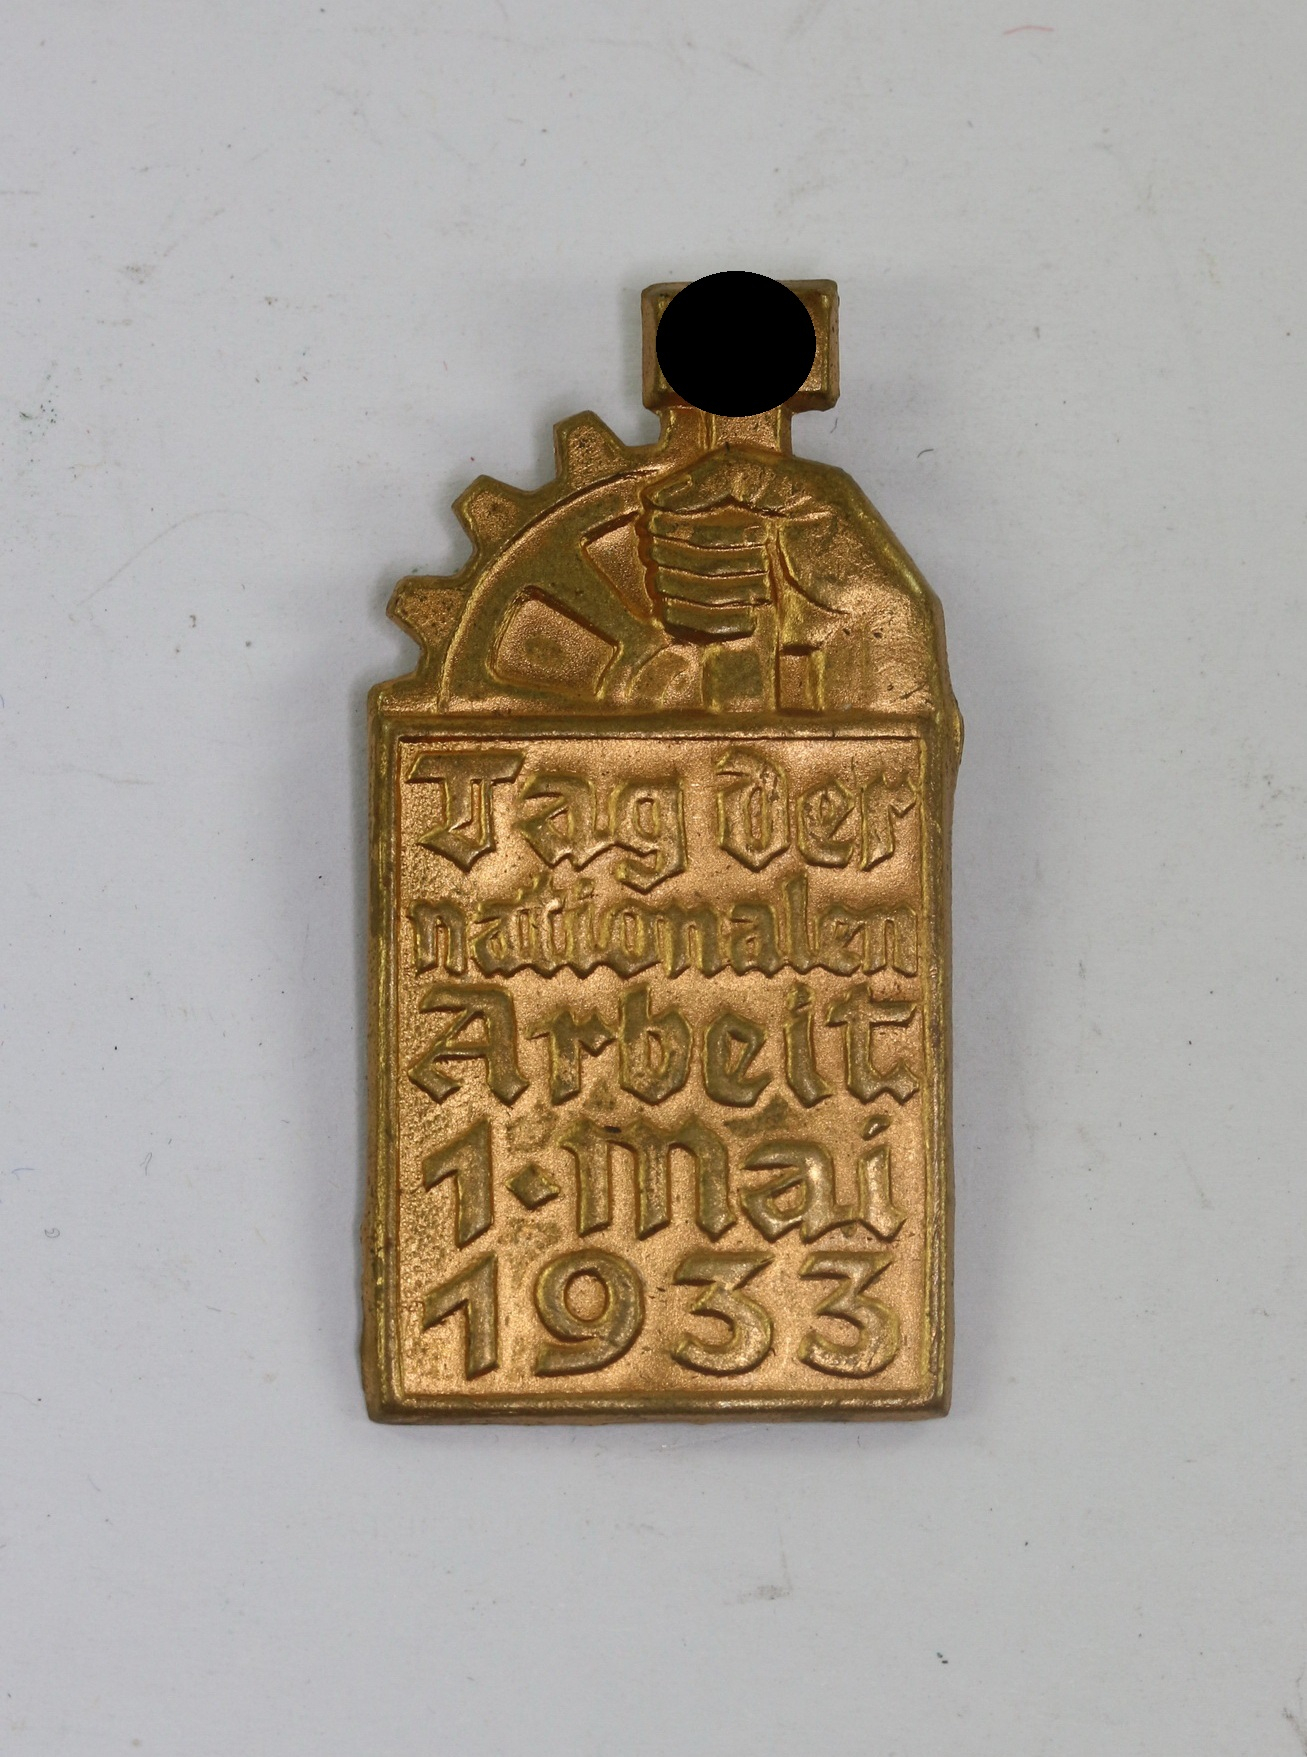 Tag der
nationalen
Arbeit
1. Mai
1933